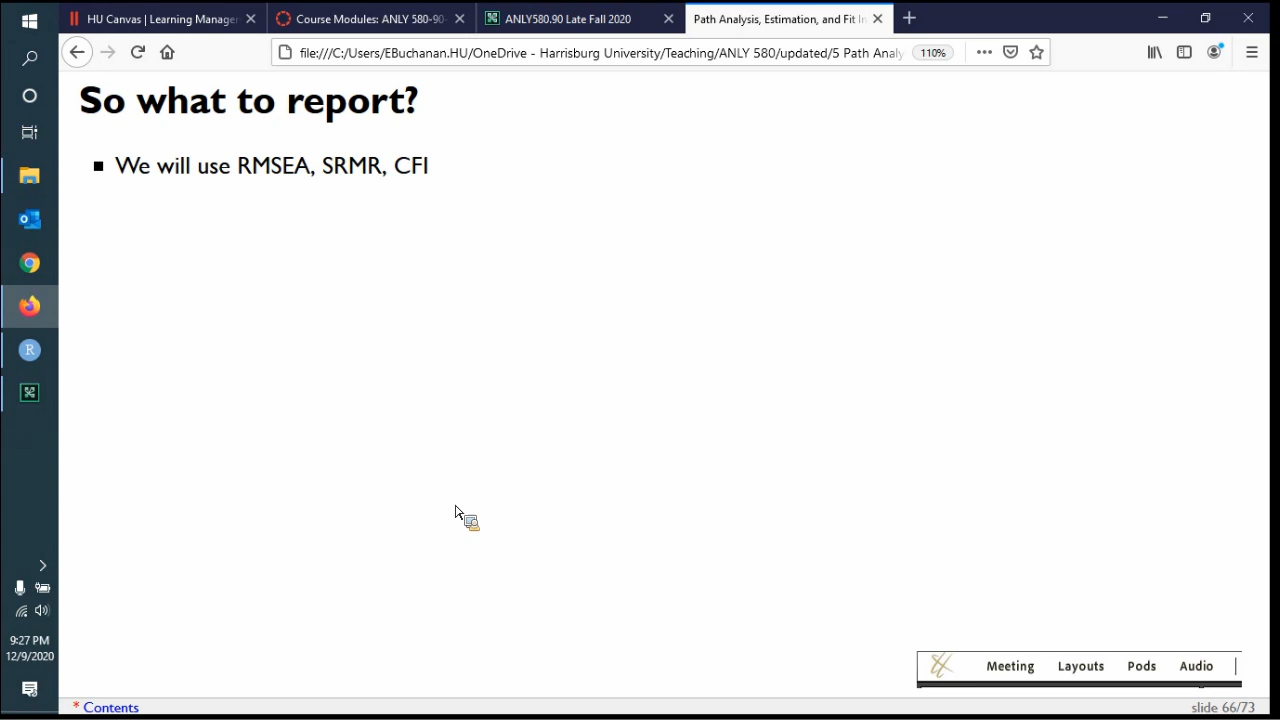 HU Canvas | Learning Manage
Course Modules: ANLY 580-90-
ANLY580.90 Late Fall 2020
Path Analysis, Estimation, and Fit In
file:///C:/Users/EBuchanan.HU/OneDrive - Harrisburg University/Teaching/ANLY 580/updated/5 Path Analy
110%
So what to report?
We will use RMSEA, SRMR, CFI
R
9:27 PM
12/9/2020
Meeting Layouts Pods Audio
* Contents
slide 66/73